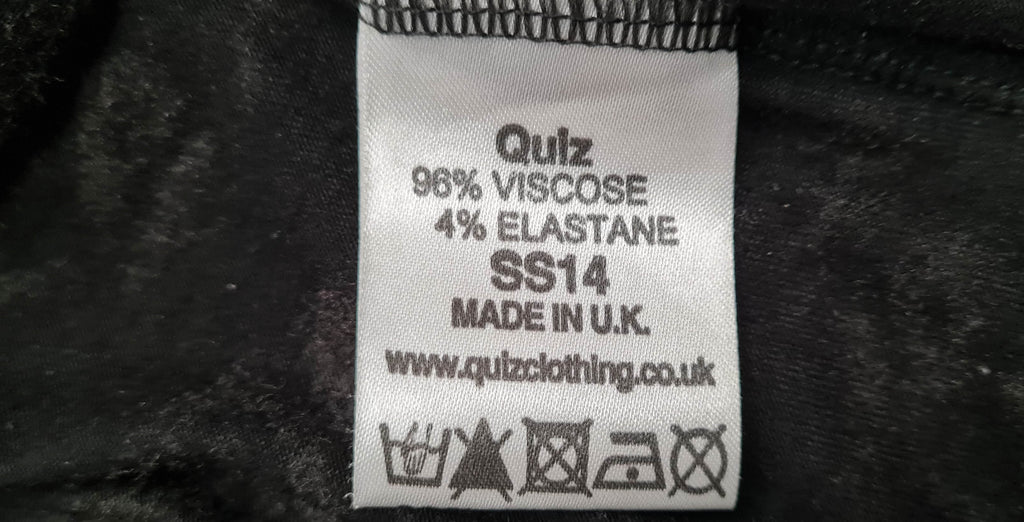 Quiz
96% VISCOSE
4% ELASTANE
SS14
MADE IN U.K.
www.quizclothing.co.uk